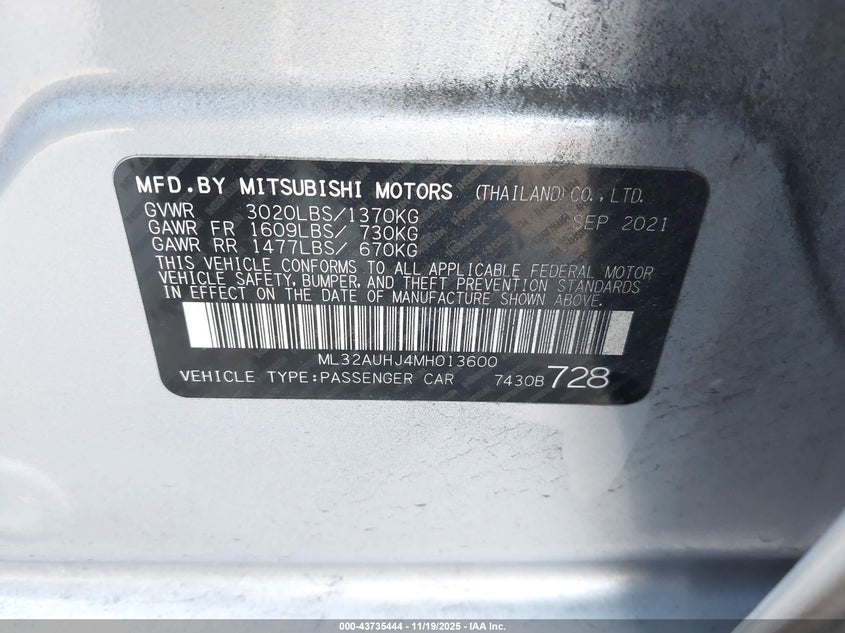 MFD.BY MITSUBISHI MOTORS (THAILAND) CO., LTD.
GVWR 3020LBS/1370KG SEP 2021
GAWR FR 1609LBS/ 730KG
GAWR RR 1477LBS/ 670KG
THIS VEHICLE CONFORMS TO ALL APPLICABLE FEDERAL MOTOR
VEHICLE SAFETY, BUMPER, AND THEFT PREVENTION STANDARDS
IN EFFECT ON THE DATE OF MANUFACTURE SHOWN ABOVE.
ML32AUHJ4MH013600
VEHICLE TYPE:PASSENGER CAR 7430B 728
000-43735444 - 11/19/2025 - IAA Inc.